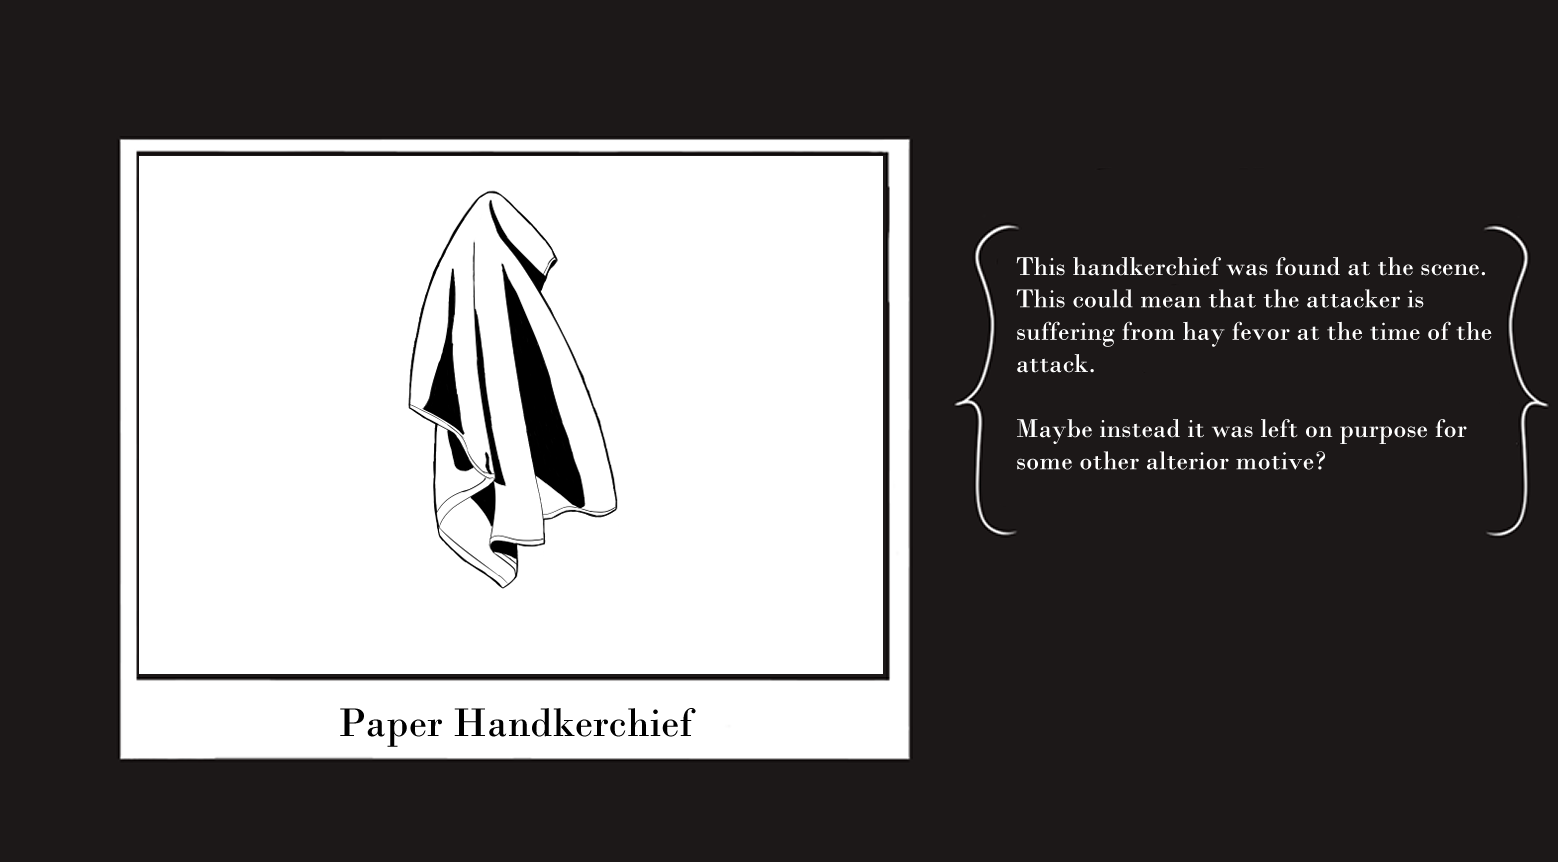 Paper Handkerchief
This handkerchief was found at the scene.
This could mean that the attacker is
suffering from hay fevor at the time of the
attack.
Maybe instead it was left on purpose for
some other alterior motive?